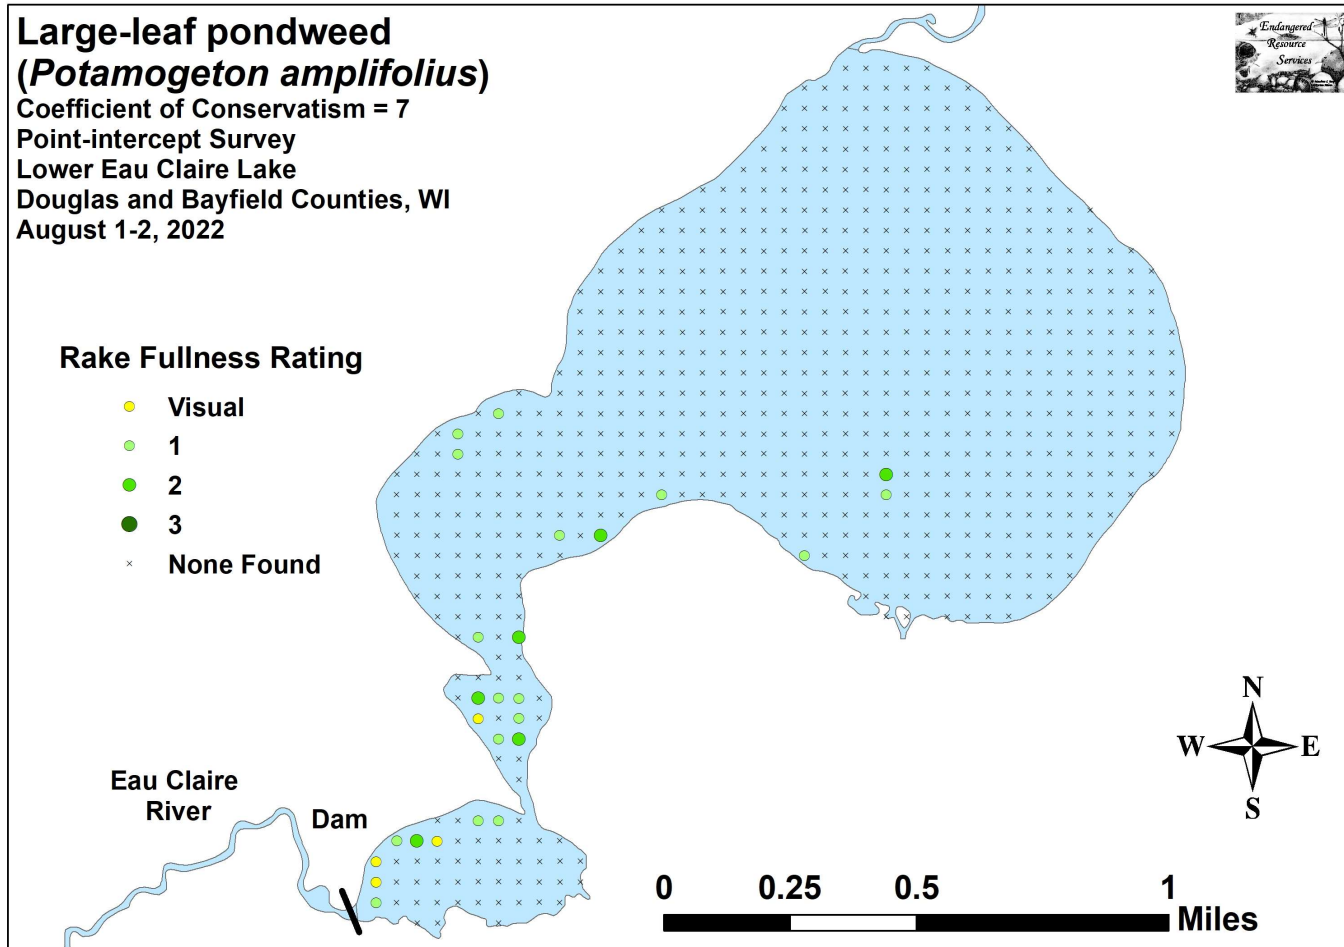 Large-leaf pondweed
(Potamogeton amplifolius)
Coefficient of Conservatism = 7
Point-intercept Survey
Lower Eau Claire Lake
Douglas and Bayfield Counties, WI
August 1-2, 2022
Endangered
Resource
Services
Rake Fullness Rating
Visual
1
2
3
None Found
N
W E
S
Eau Claire
River
Dam
0 0.25 0.5 1
Miles